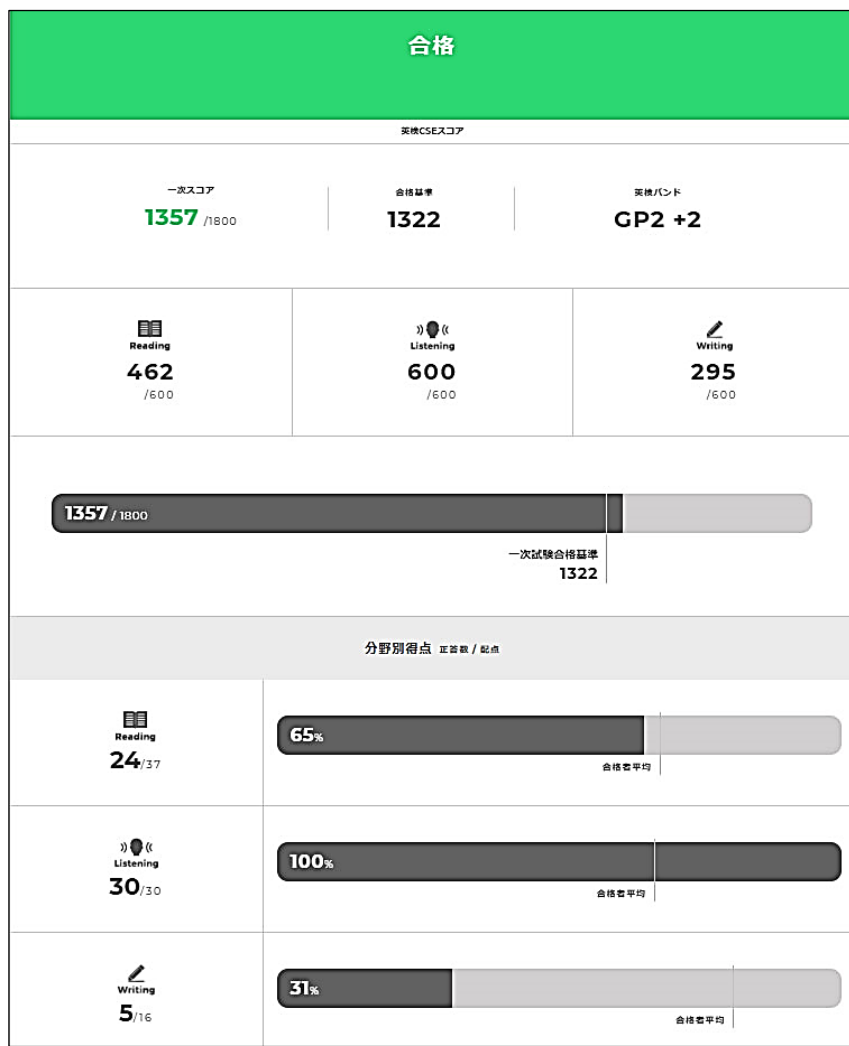 合格
英検CSEスコア
一次スコア
1357 /1800
合格基準
1322
英検バンド
GP2 +2
Reading
462
/600
Listening
600
/600
Writing
295
/600
1357 / 1800
一次試験合格基準
1322
分野別得点 正答数 / 配点
Reading
24/37
65%
合格者平均
Listening
30/30
100%
合格者平均
Writing
5/16
31%
合格者平均